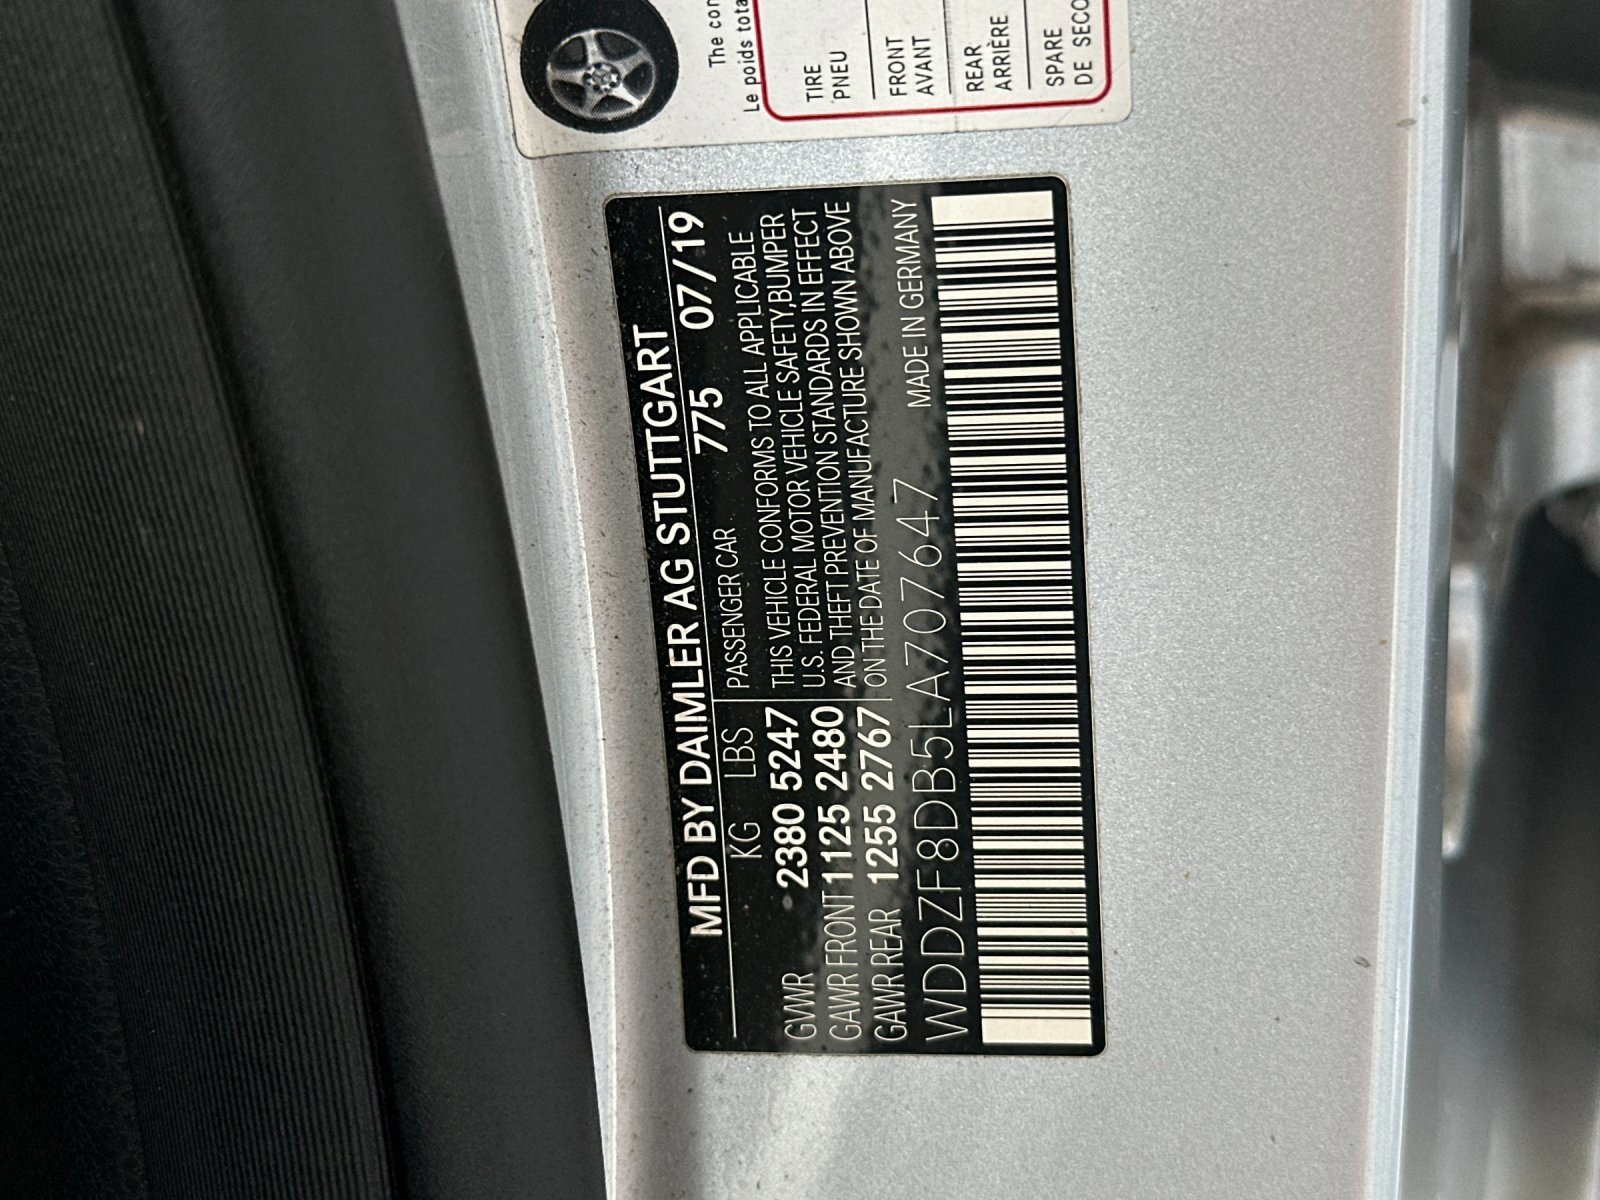 MFD BY DAIMLER AG STUTTGART
KG LBS PASSENGER CAR 775 07/19
GVWR 2380 5247 THIS VEHICLE CONFORMS TO ALL APPLICABLE
GAWR FRONT 1125 2480 U.S. FEDERAL MOTOR VEHICLE SAFETY,BUMPER
GAWR REAR 1255 2767 AND THEFT PREVENTION STANDARDS IN EFFECT
ON THE DATE OF MANUFACTURE SHOWN ABOVE
WDDZF8DB5LA707647 MADE IN GERMANY
The
Le poids
TIRE
PNEU
FRONT
AVANT
REAR
ARRIÈRE
SPARE
DE